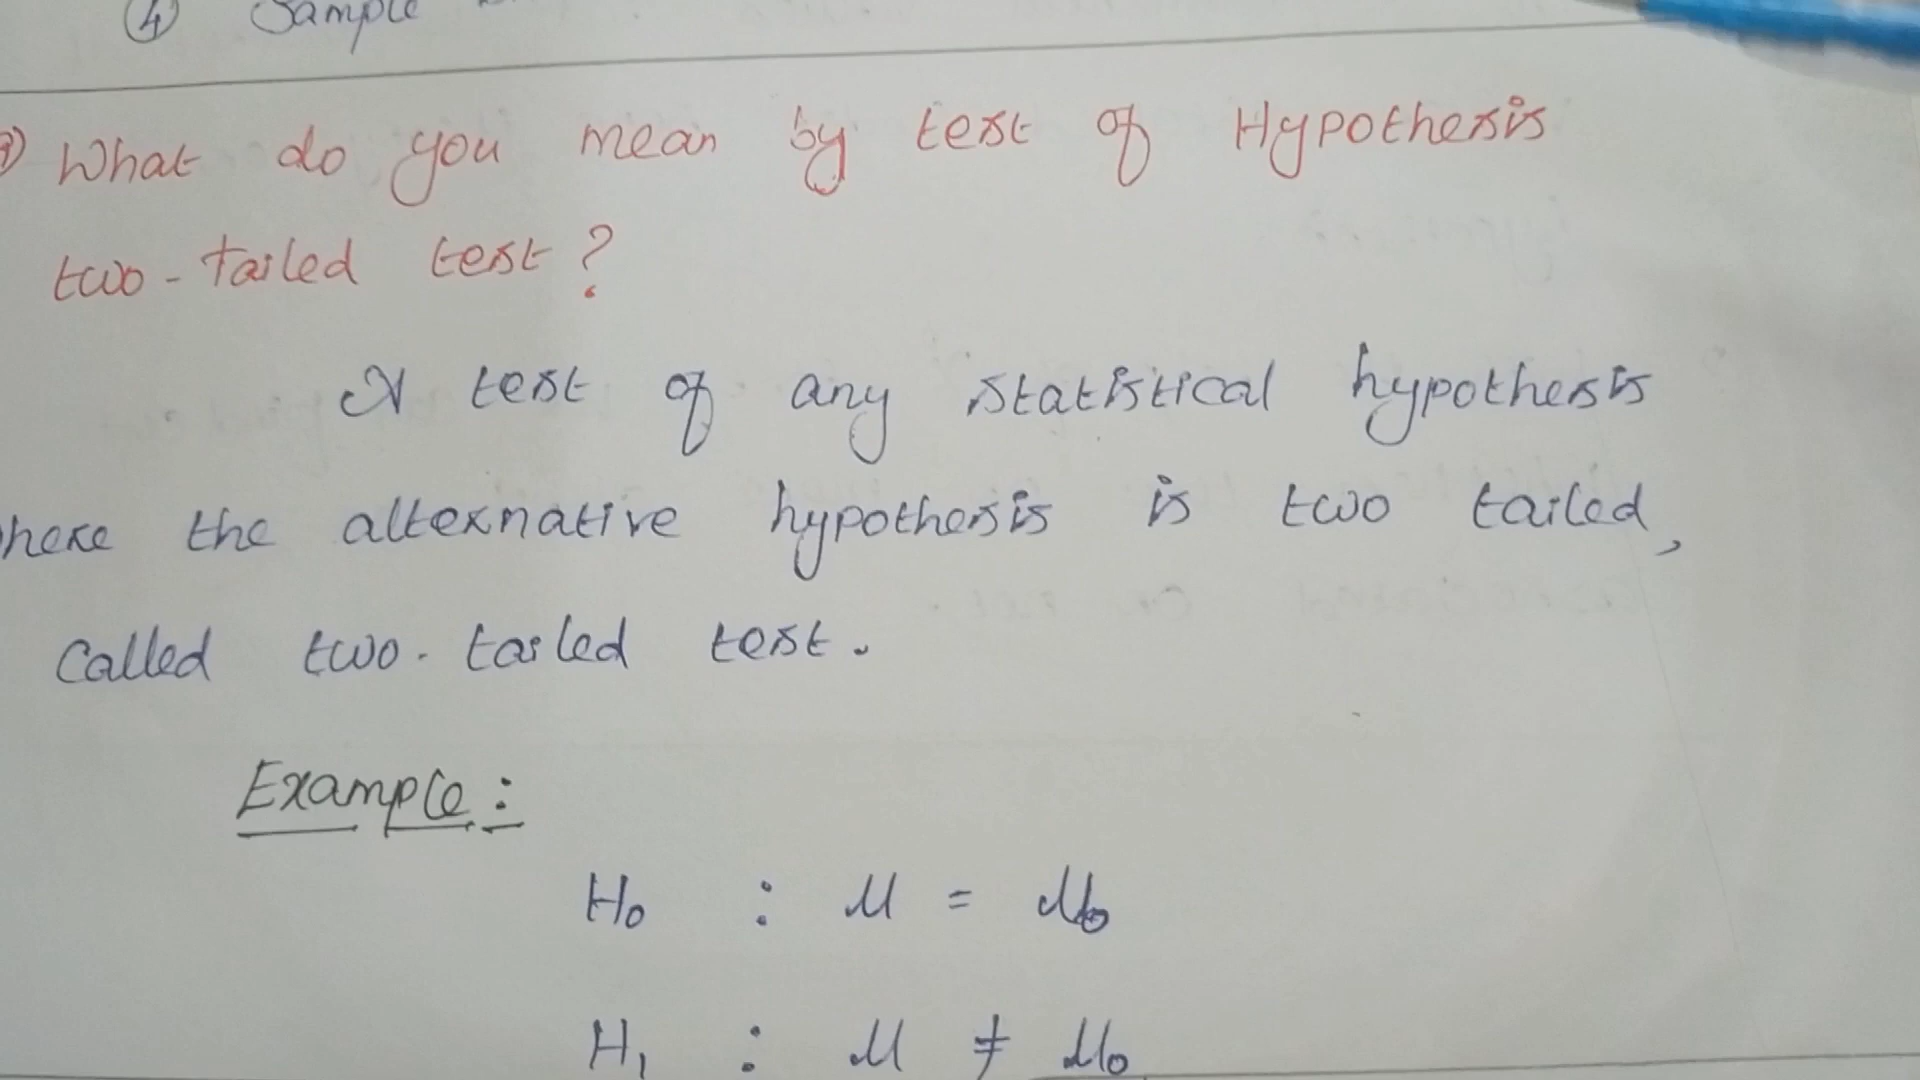 ④ Sample
What do you mean by test of Hypothesis
two-tailed test?
A test of any statistical hypothesis
here the alternative hypothesis is two tailed,
called two-tailed test.
Example:
H₀ : μ = μ₀
H₁ : μ ≠ μ₀